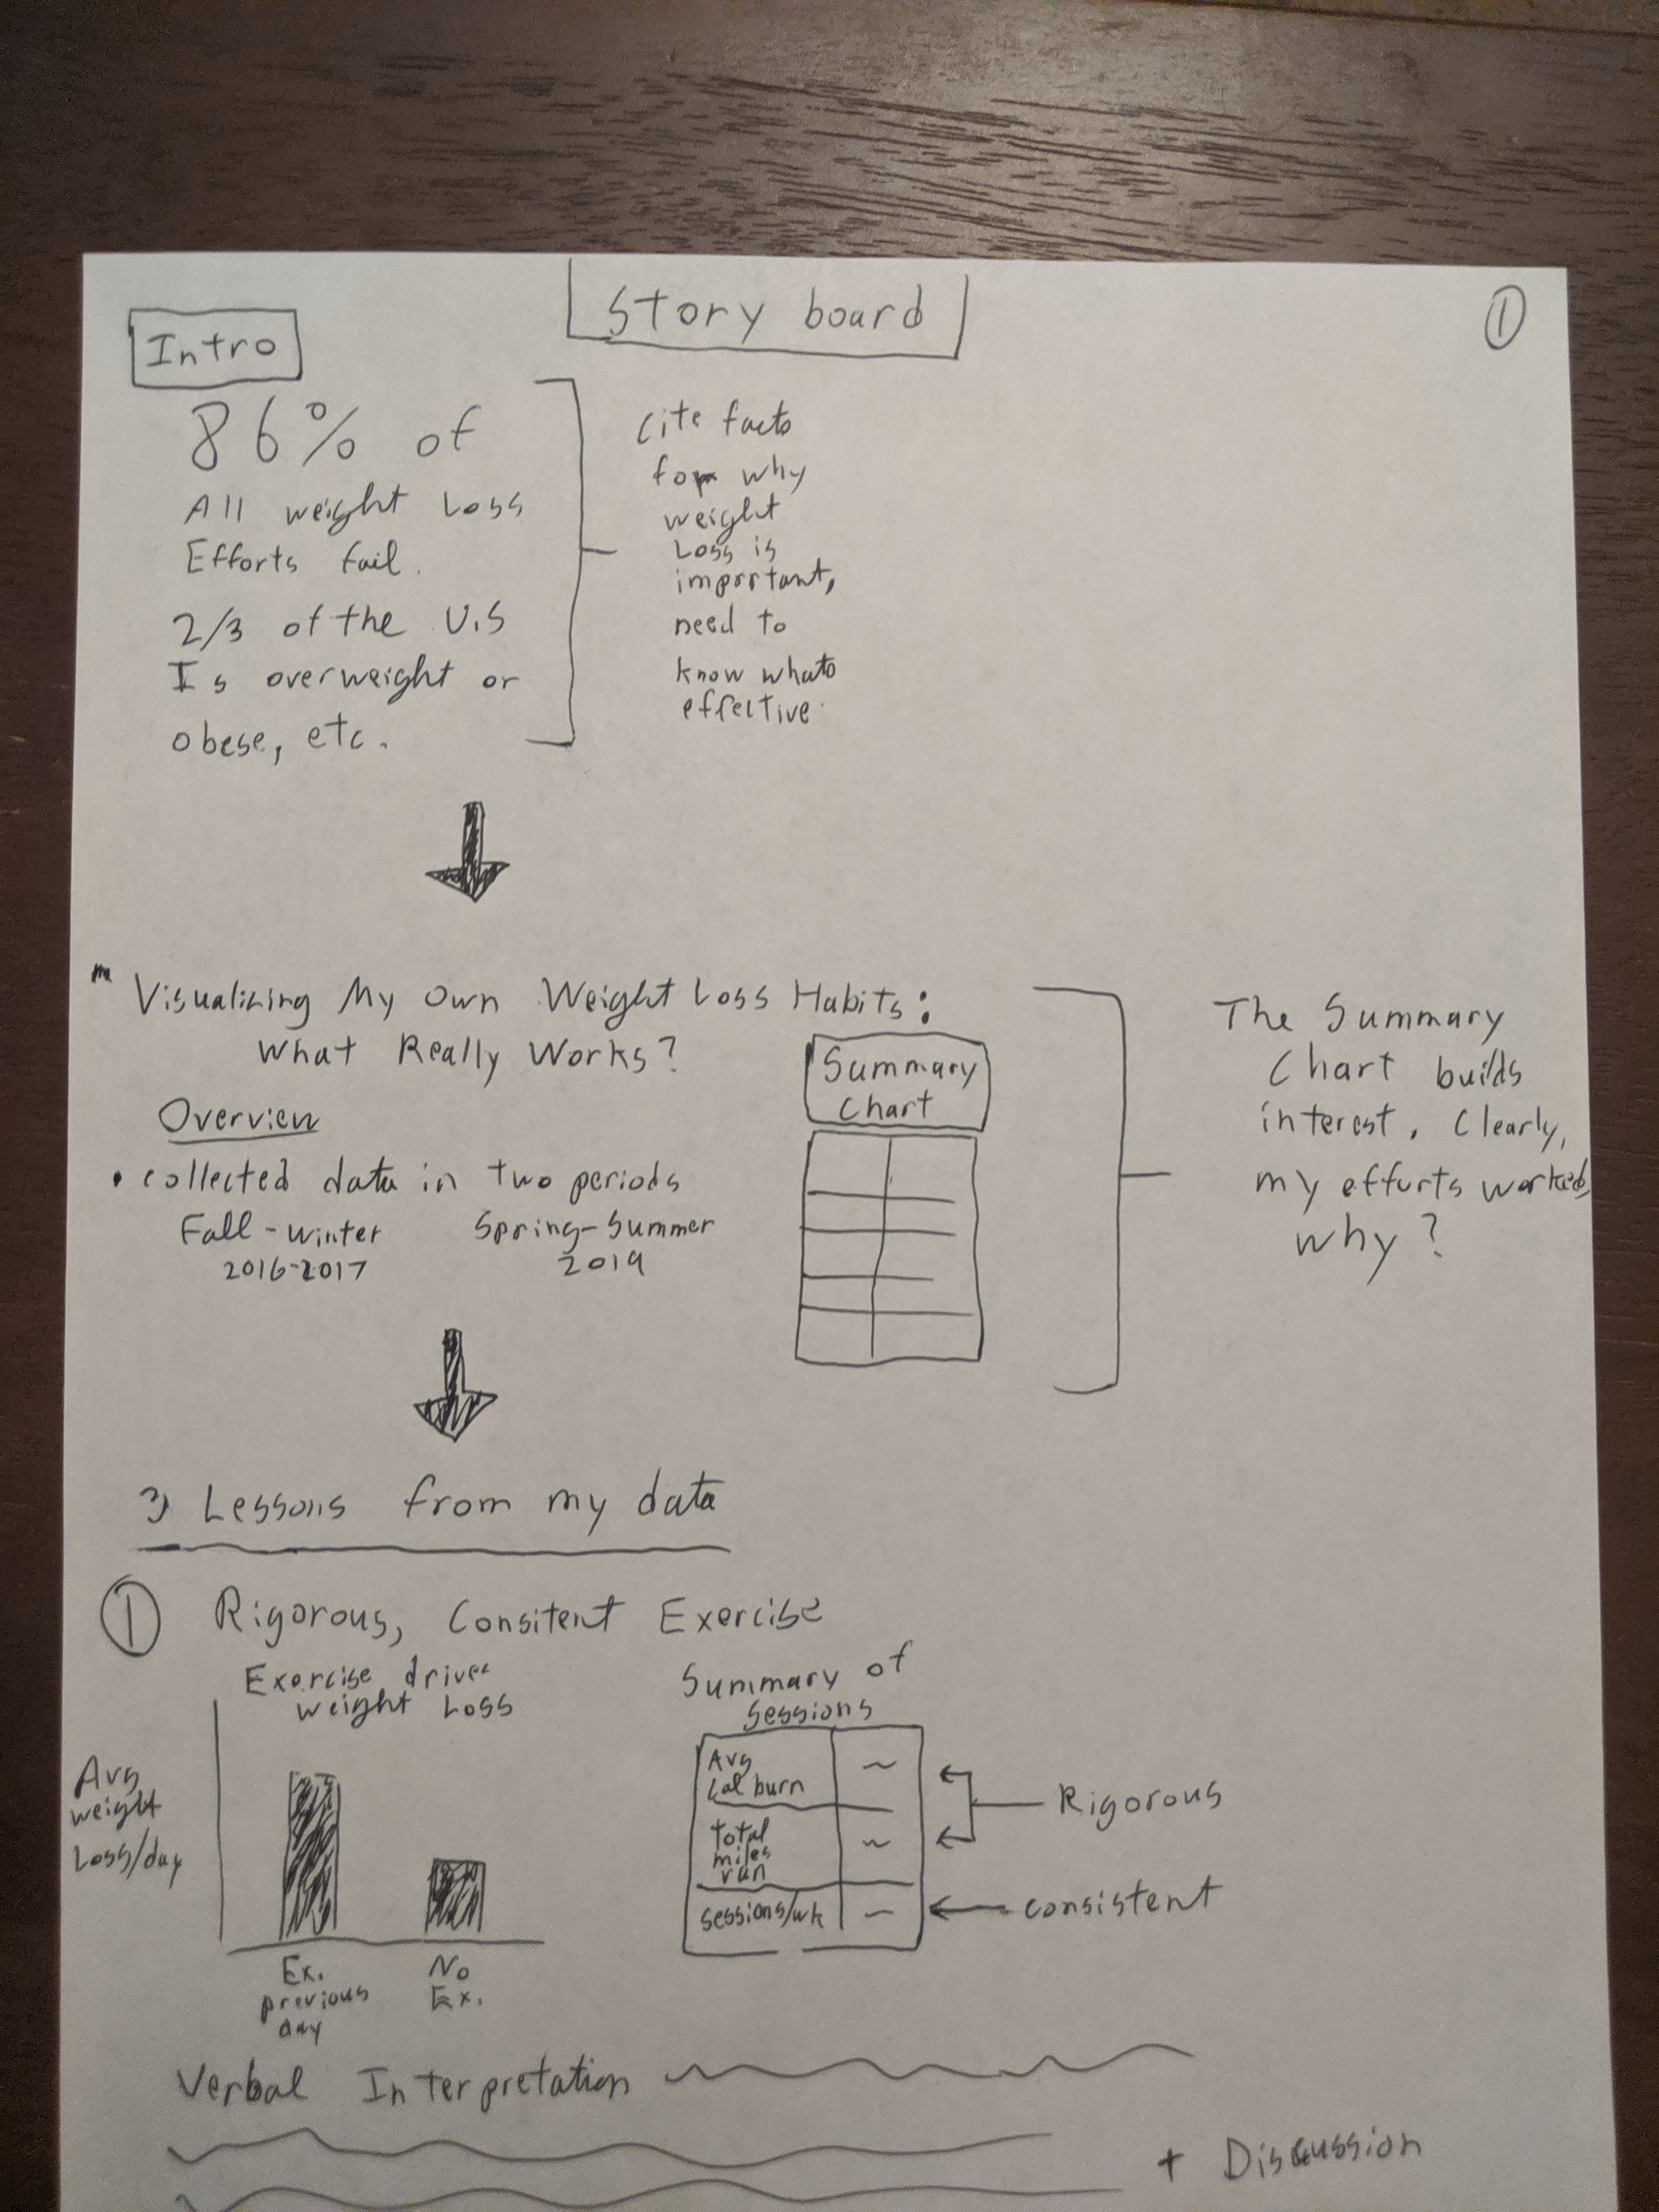 Story board
①
Intro
86% of
All weight Loss
Efforts fail.
2/3 of the U.S
Is overweight or
obese, etc.
Cite facts
for why
weight
Loss is
important,
need to
know whats
effective.
"Visualizing My Own Weight Loss Habits:
What Really Works?
Overview
• collected data in two periods
Fall - winter
2016-2017
Spring - Summer
2019
Summary
Chart
The Summary
Chart builds
interest. Clearly,
my efforts worked,
why?
3 Lessons from my data
① Rigorous, Consitent Exercise
Exercise drives
weight Loss
Avg
weight
Loss/day
Ex.
previous
day
No
Ex.
Summary of
Sessions
Avg
Cal burn
~
total
miles
run
~
Sessions/wk
~
Rigorous
consistent
Verbal Interpretation
+ Discussion